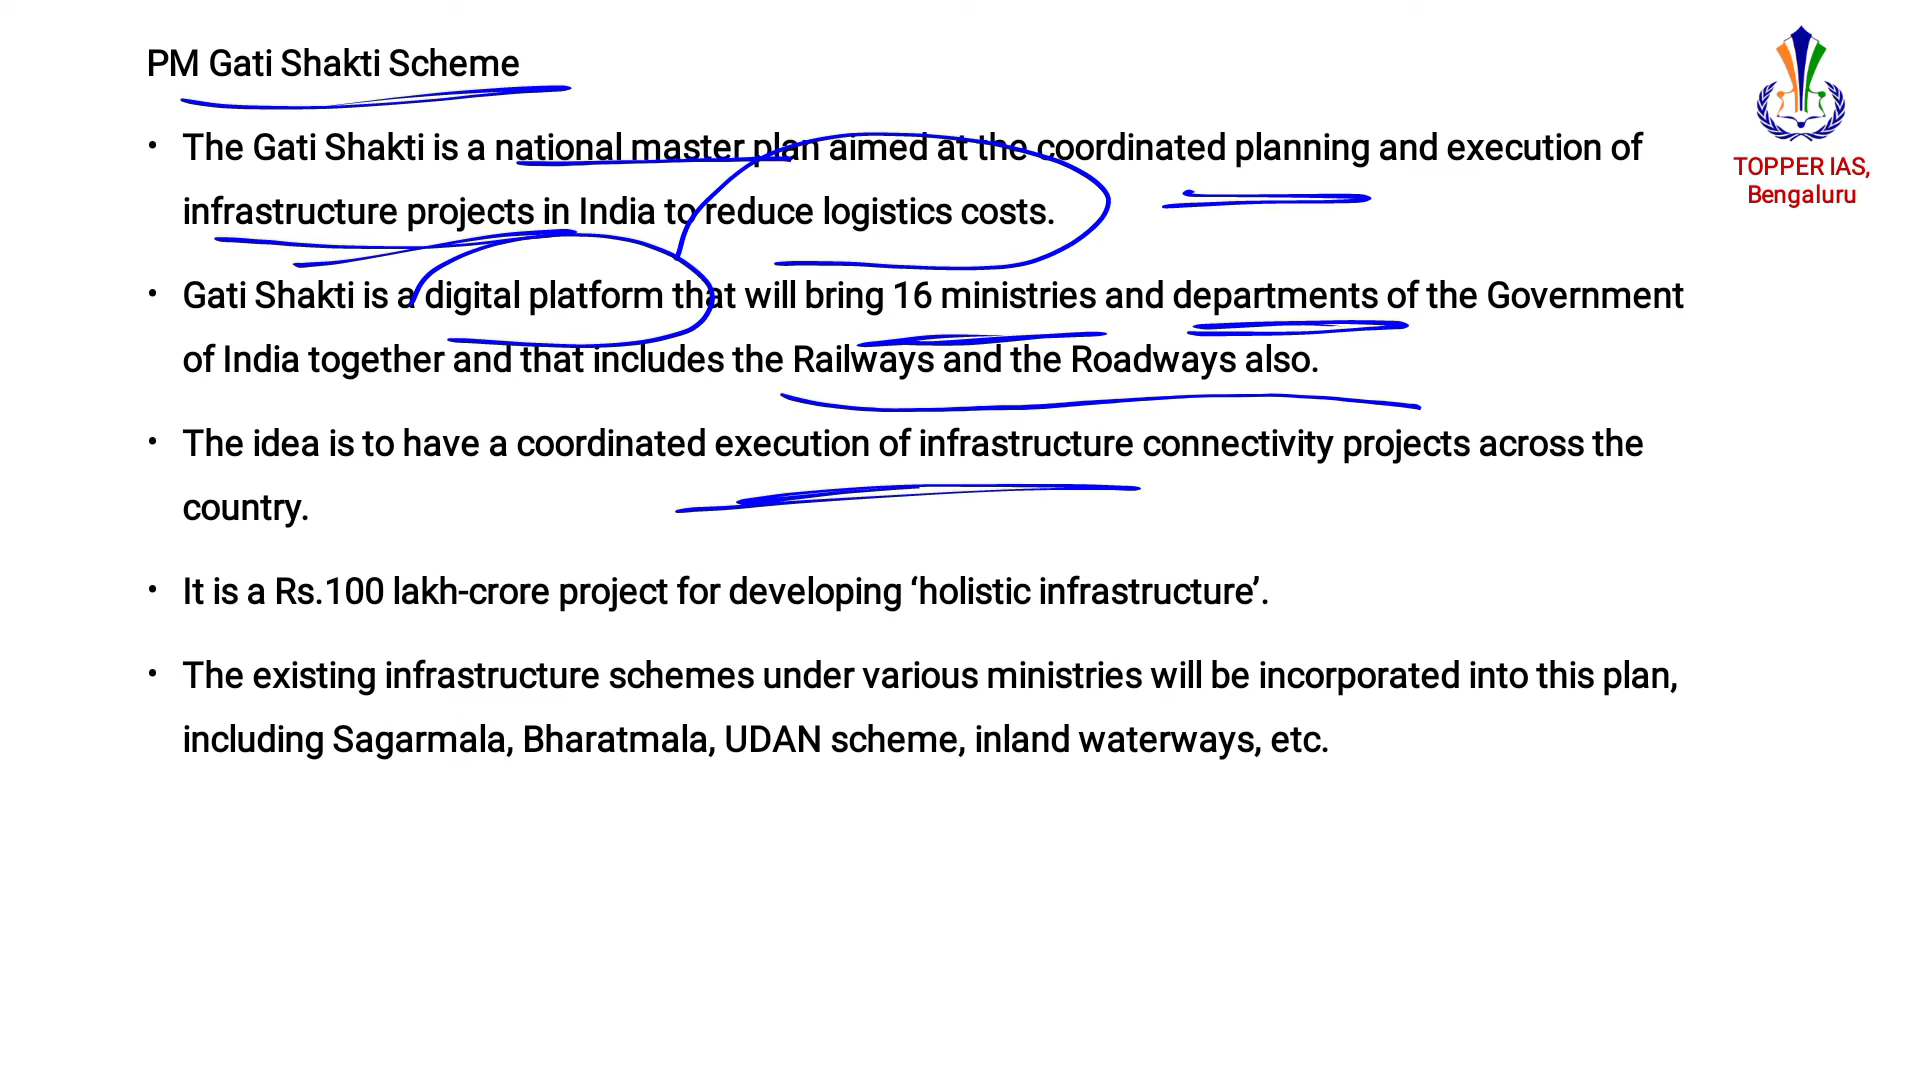 PM Gati Shakti Scheme
• The Gati Shakti is a national master plan aimed at the coordinated planning and execution of
infrastructure projects in India to reduce logistics costs.
• Gati Shakti is a digital platform that will bring 16 ministries and departments of the Government
of India together and that includes the Railways and the Roadways also.
• The idea is to have a coordinated execution of infrastructure connectivity projects across the
country.
• It is a Rs.100 lakh-crore project for developing ‘holistic infrastructure’.
• The existing infrastructure schemes under various ministries will be incorporated into this plan,
including Sagarmala, Bharatmala, UDAN scheme, inland waterways, etc.
TOPPER IAS,
Bengaluru